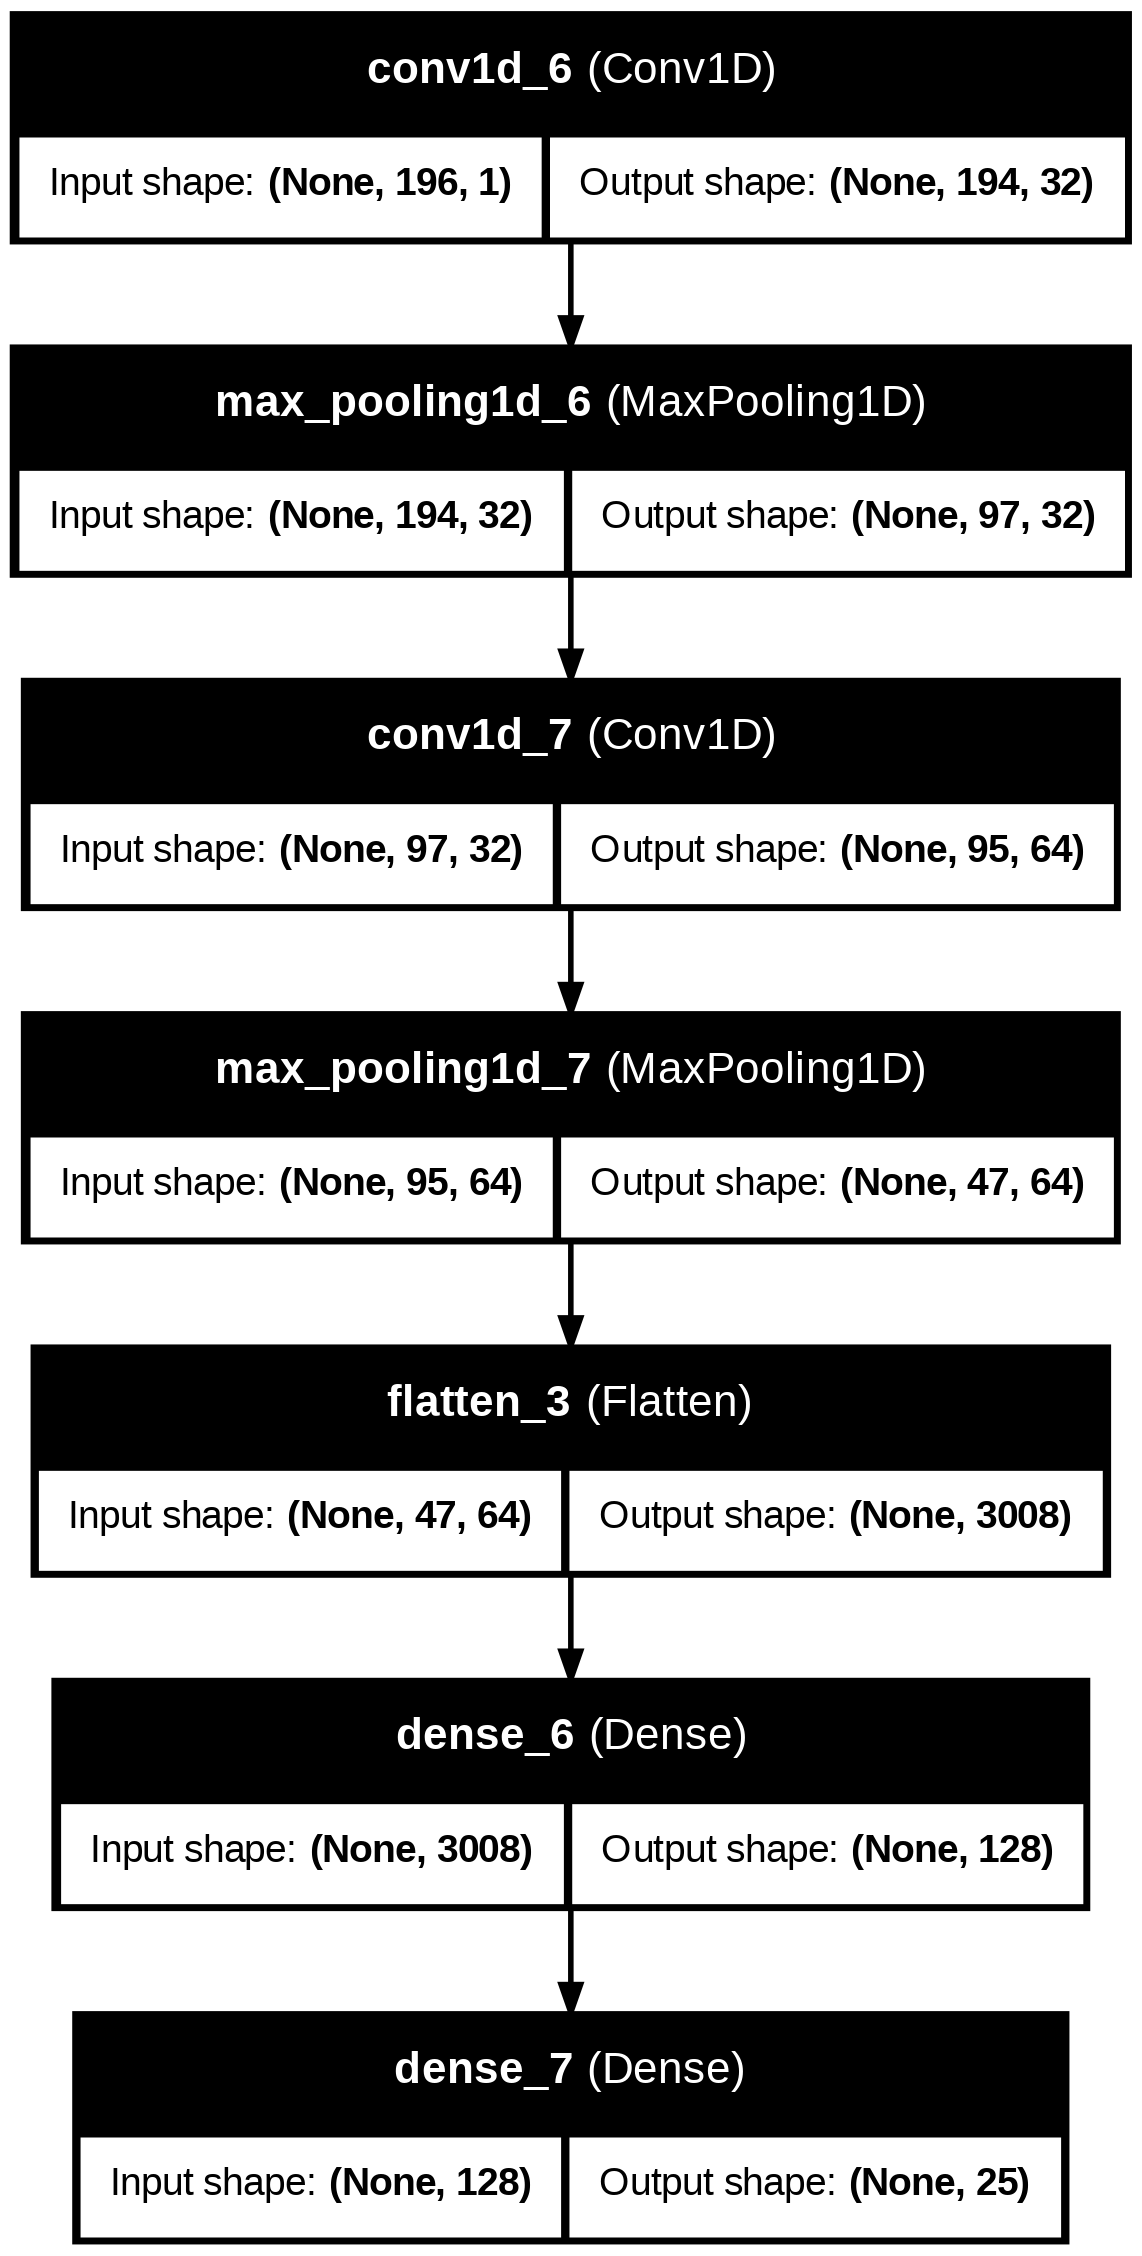 conv1d_6 (Conv1D)
Input shape: (None, 196, 1) Output shape: (None, 194, 32)
max_pooling1d_6 (MaxPooling1D)
Input shape: (None, 194, 32) Output shape: (None, 97, 32)
conv1d_7 (Conv1D)
Input shape: (None, 97, 32) Output shape: (None, 95, 64)
max_pooling1d_7 (MaxPooling1D)
Input shape: (None, 95, 64) Output shape: (None, 47, 64)
flatten_3 (Flatten)
Input shape: (None, 47, 64) Output shape: (None, 3008)
dense_6 (Dense)
Input shape: (None, 3008) Output shape: (None, 128)
dense_7 (Dense)
Input shape: (None, 128) Output shape: (None, 25)